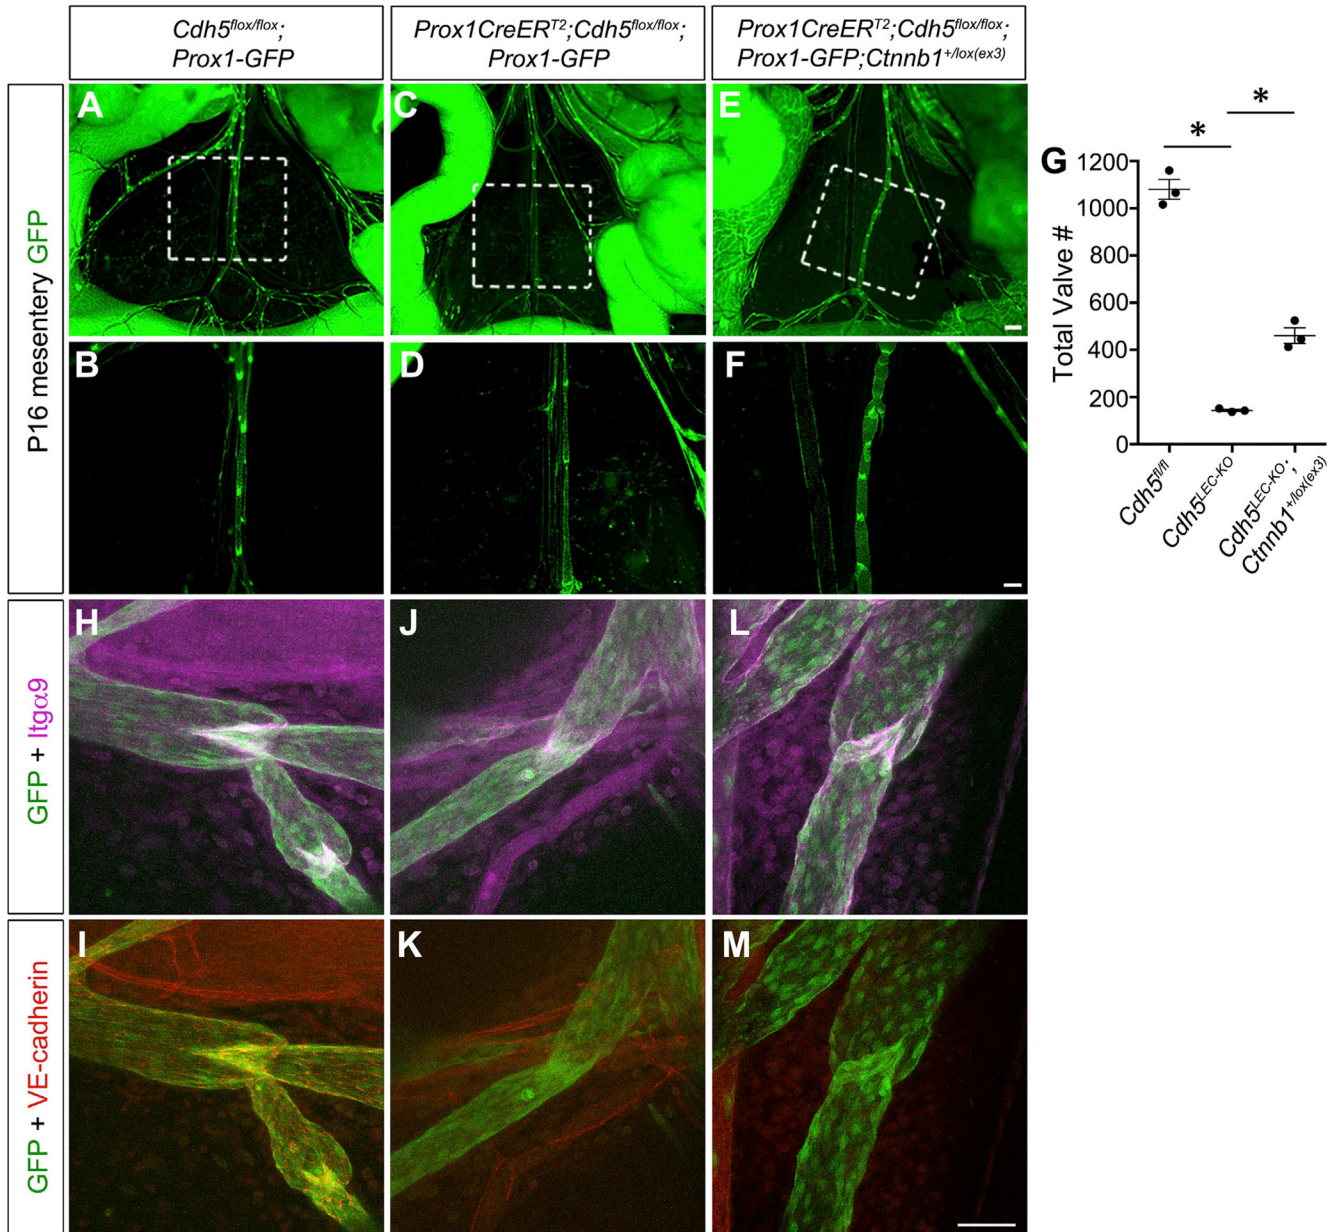 Cdh5flox/flox;
Prox1-GFP
Prox1CreERT2;Cdh5flox/flox;
Prox1-GFP
Prox1CreERT2;Cdh5flox/flox;
Prox1-GFP;Ctnnb1+/lox(ex3)
P16 mesentery GFP
A
C
E
B
D
F
G
*
*
Total Valve #
1200
1000
800
600
400
200
0
Cdh5fl/fl
Cdh5LEC-KO
Cdh5LEC-KO;
Ctnnb1+/lox(ex3)
GFP + Itgα9
H
J
L
GFP + VE-cadherin
I
K
M